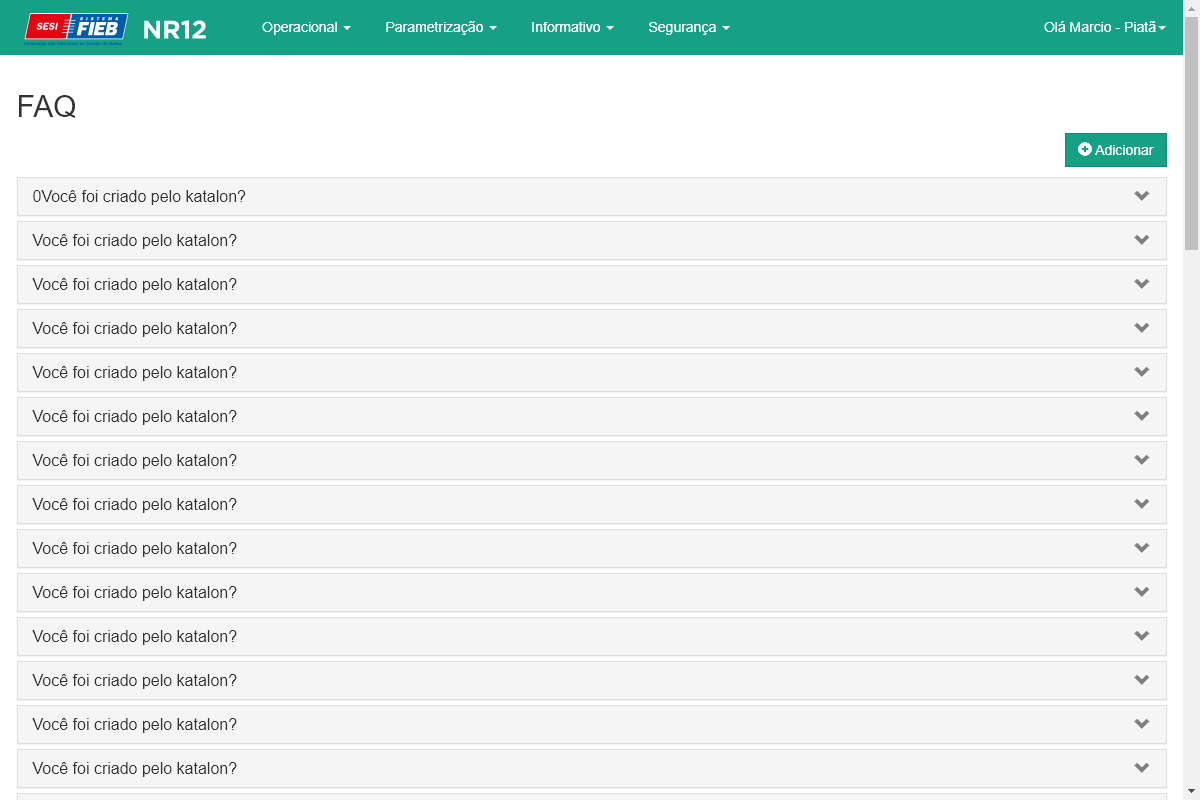 SESI SISTEMA FIEB
NR12
Operacional
Parametrização
Informativo
Segurança
Olá Marcio - Piatã
FAQ
Adicionar
0Você foi criado pelo katalon?
Você foi criado pelo katalon?
Você foi criado pelo katalon?
Você foi criado pelo katalon?
Você foi criado pelo katalon?
Você foi criado pelo katalon?
Você foi criado pelo katalon?
Você foi criado pelo katalon?
Você foi criado pelo katalon?
Você foi criado pelo katalon?
Você foi criado pelo katalon?
Você foi criado pelo katalon?
Você foi criado pelo katalon?
Você foi criado pelo katalon?